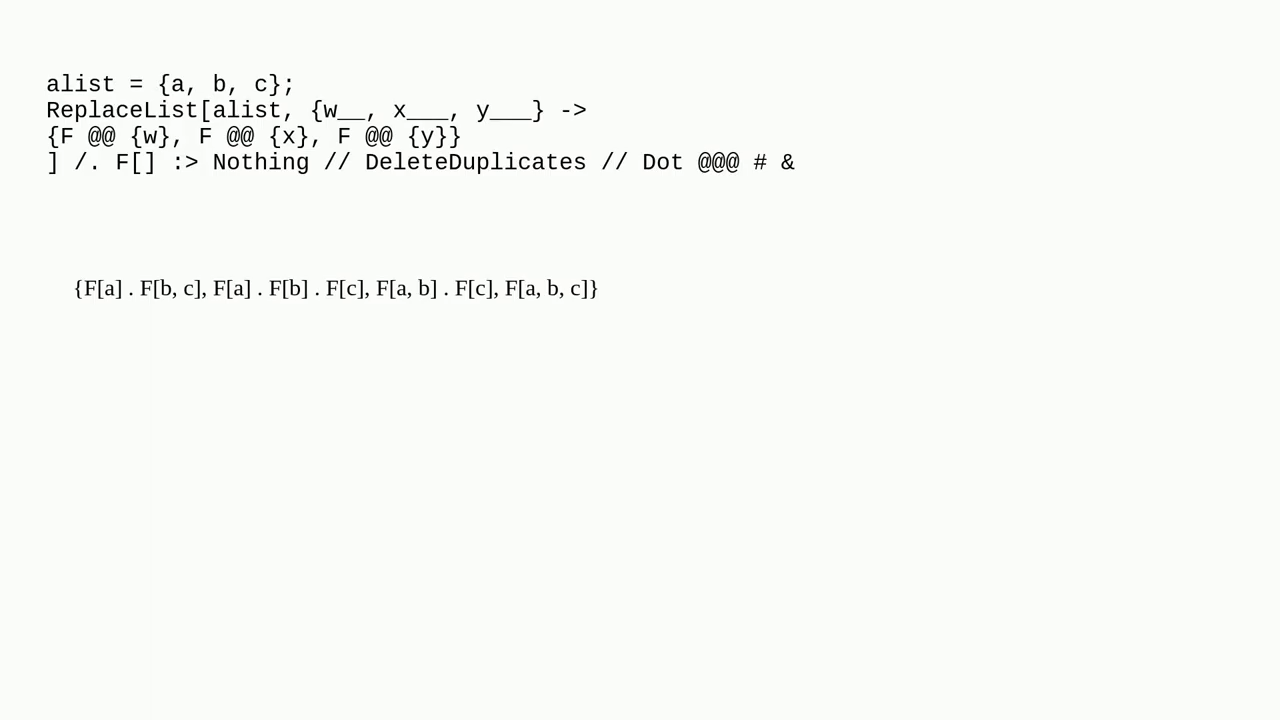 alist = {a, b, c};
ReplaceList[alist, {w__, x___, y___} ->
{F @@ {w}, F @@ {x}, F @@ {y}}
] /. F[] :> Nothing // DeleteDuplicates // Dot @@@ # &
{F[a] . F[b, c], F[a] . F[b] . F[c], F[a, b] . F[c], F[a, b, c]}